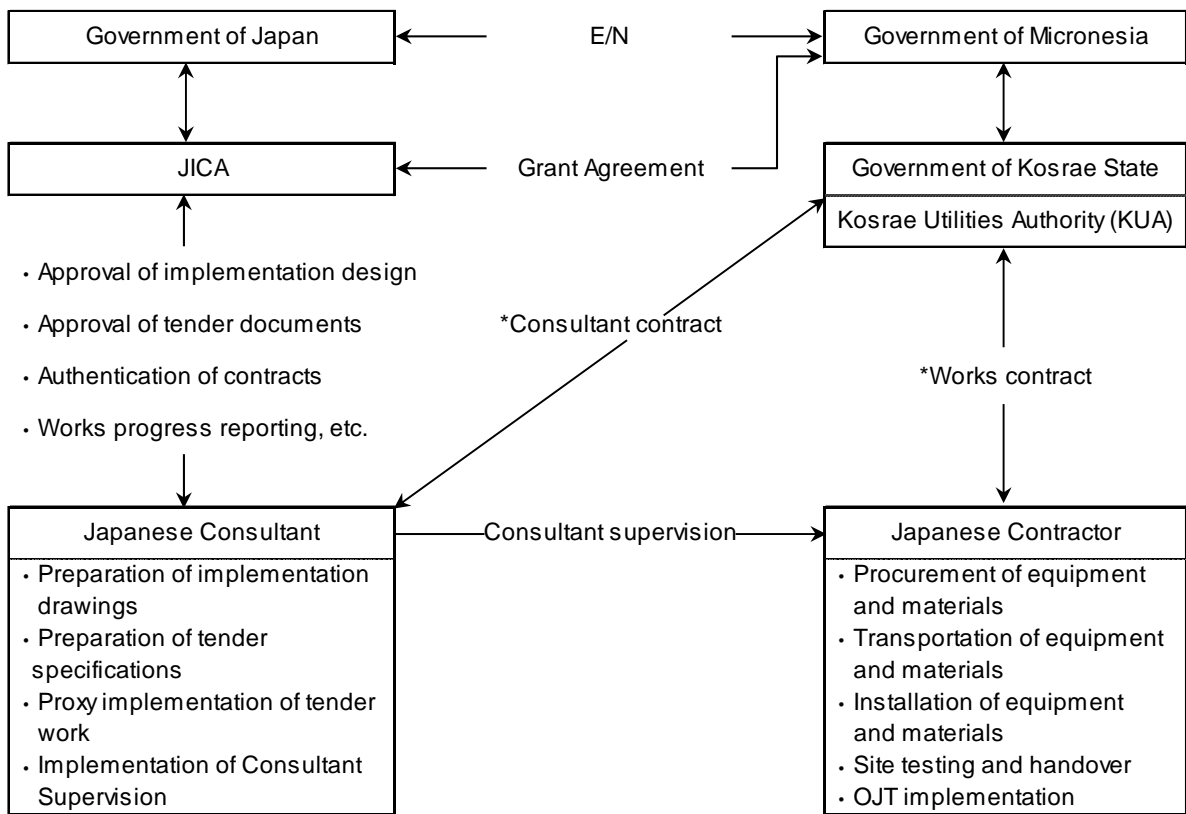 Government of Japan
E/N
Government of Micronesia
JICA
Grant Agreement
Government of Kosrae State
Kosrae Utilities Authority (KUA)
・Approval of implementation design
・Approval of tender documents
・Authentication of contracts
・Works progress reporting, etc.
*Consultant contract
*Works contract
Japanese Consultant
・Preparation of implementation
drawings
・Preparation of tender
specifications
・Proxy implementation of tender
work
・Implementation of Consultant
Supervision
Consultant supervision
Japanese Contractor
・Procurement of equipment
and materials
・Transportation of equipment
and materials
・Installation of equipment
and materials
・Site testing and handover
・OJT implementation